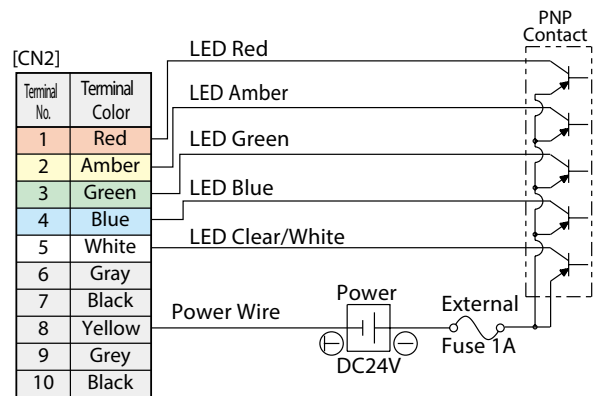 PNP
Contact
[CN2]
LED Red
Terminal No. Terminal Color
LED Amber
1 Red
LED Green
2 Amber
3 Green
LED Blue
4 Blue
LED Clear/White
5 White
6 Gray
7 Black
Power
External
Power Wire
8 Yellow
Fuse 1A
DC24V
9 Grey
10 Black